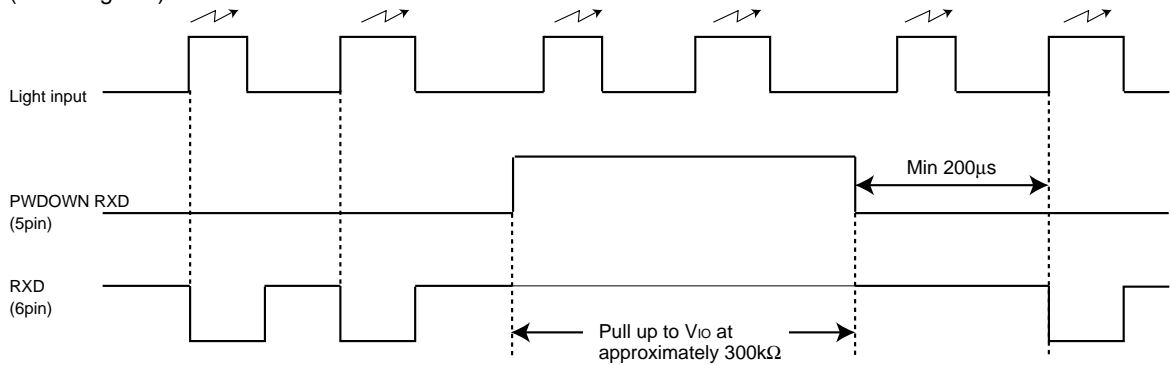 Light input
PWDOWN RXD
(5pin)
Min 200µs
RXD
(6pin)
Pull up to VIO at
approximately 300kΩ